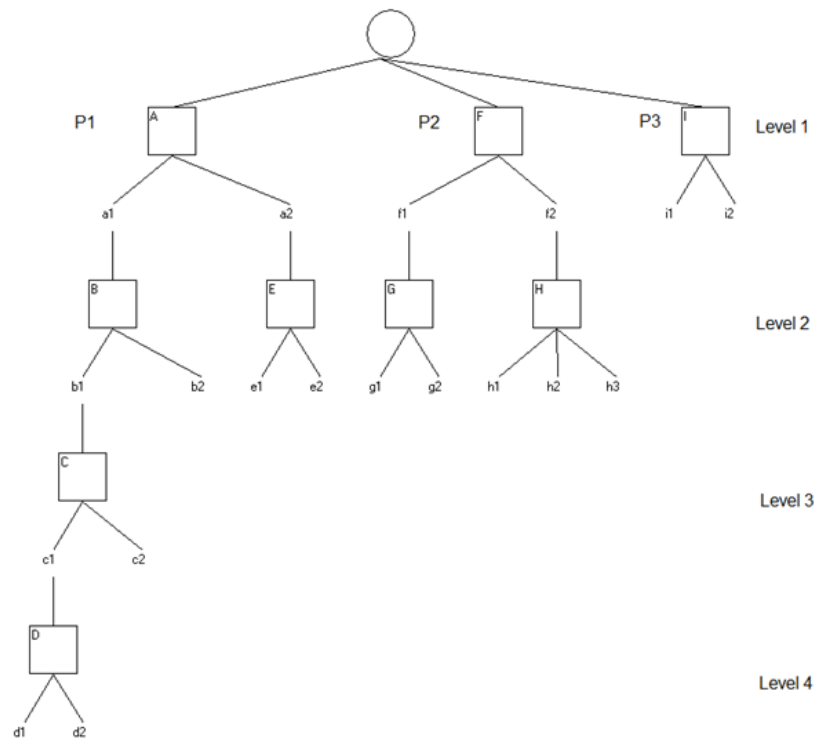 P1 A P2 F P3 I Level 1
a1 a2 f1 f2 i1 i2
B E G H Level 2
b1 b2 e1 e2 g1 g2 h1 h2 h3
C Level 3
c1 c2
D Level 4
d1 d2